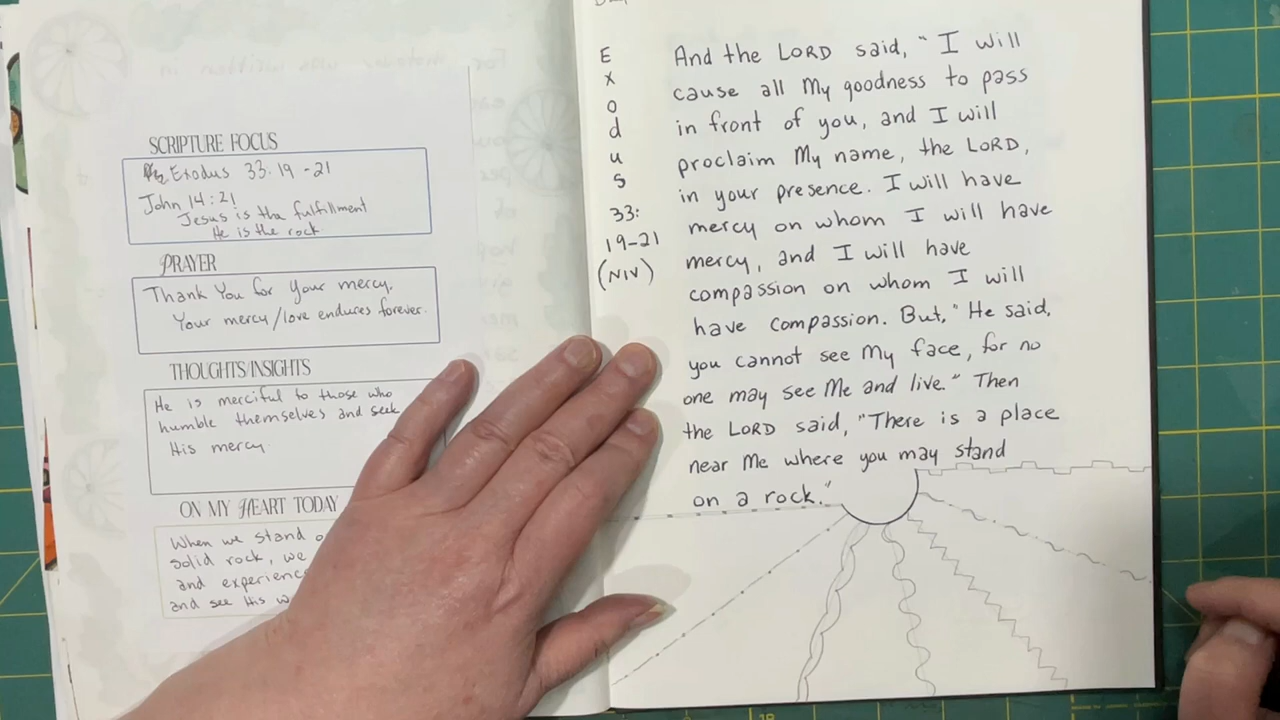 SCRIPTURE FOCUS
Exodus 33:19-21
John 14:21
Jesus is the fulfillment
He is the rock.
PRAYER
Thank You for Your mercy.
Your mercy/love endures forever.
THOUGHTS/INSIGHTS
He is merciful to those who
humble themselves and seek
His mercy.
ON MY HEART TODAY
When we stand
solid rock, we
and
and see His
Exodus
33:
19-21
(NIV)
And the LORD said, "I will
cause all My goodness to pass
in front of you, and I will
proclaim My name, the LORD,
in your presence. I will have
mercy on whom I will have
mercy, and I will have
compassion on whom I will
have compassion. But," He said,
you cannot see My face, for no
one may see Me and live." Then
the LORD said, "There is a place
near Me where you may stand
on a rock."